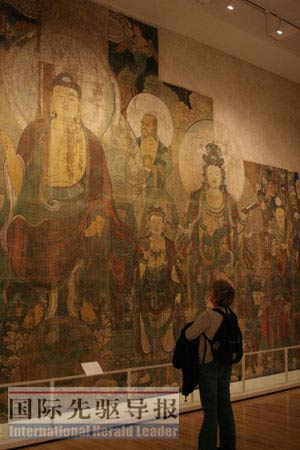 国际先驱导报
International Herald Leader